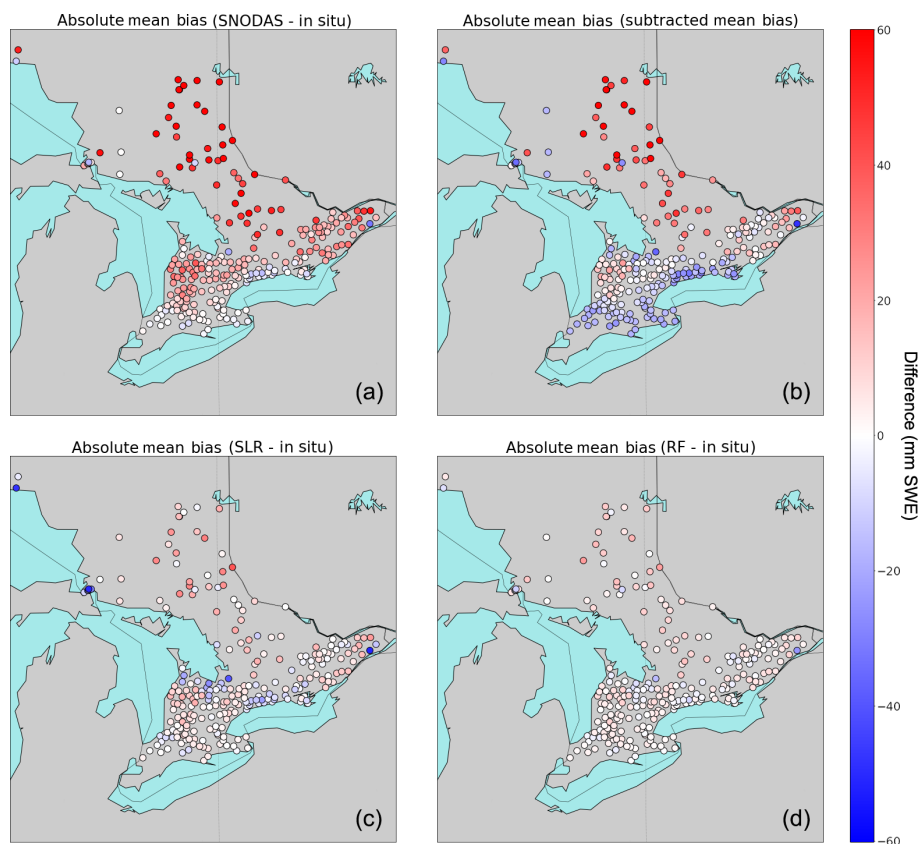 Absolute mean bias (SNODAS - in situ)
Absolute mean bias (subtracted mean bias)
(a)
(b)
Absolute mean bias (SLR - in situ)
Absolute mean bias (RF - in situ)
(c)
(d)
60
40
20
0
−20
−40
−60
Difference (mm SWE)